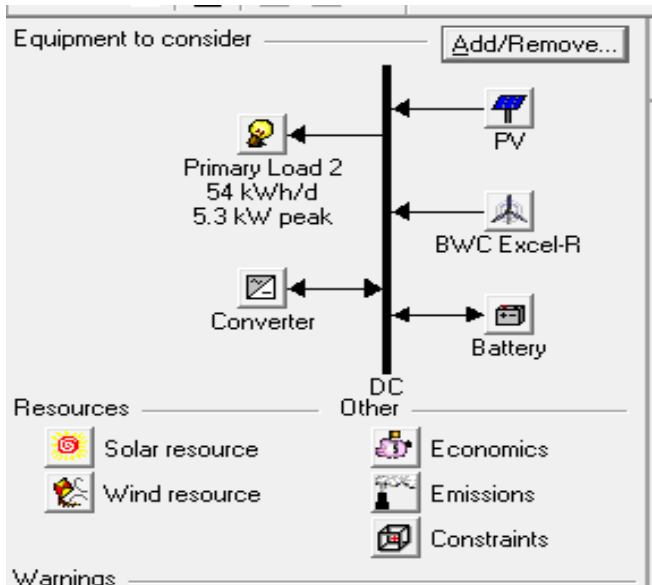 Equipment to consider
Add/Remove...
PV
Primary Load 2
54 kWh/d
5.3 kW peak
BWC Excel-R
Converter
Battery
DC
Resources
Other
Solar resource
Economics
Wind resource
Emissions
Constraints
Warnings